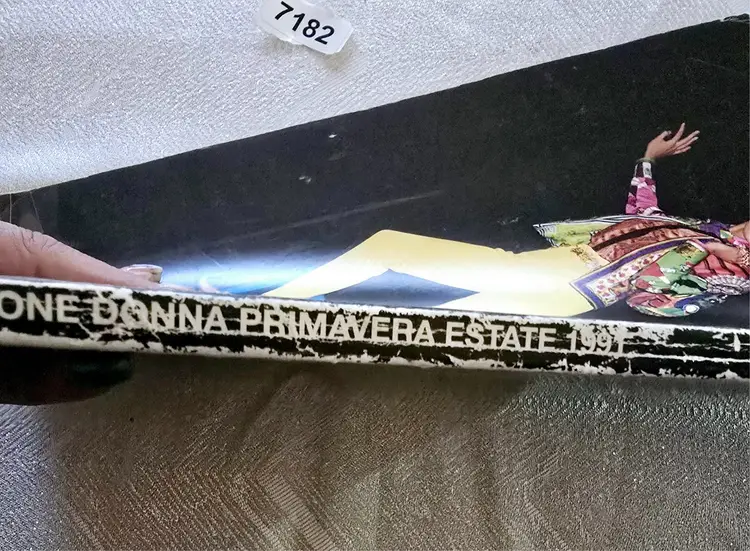 7182
ONE DONNA PRIMAVERA ESTATE 1991